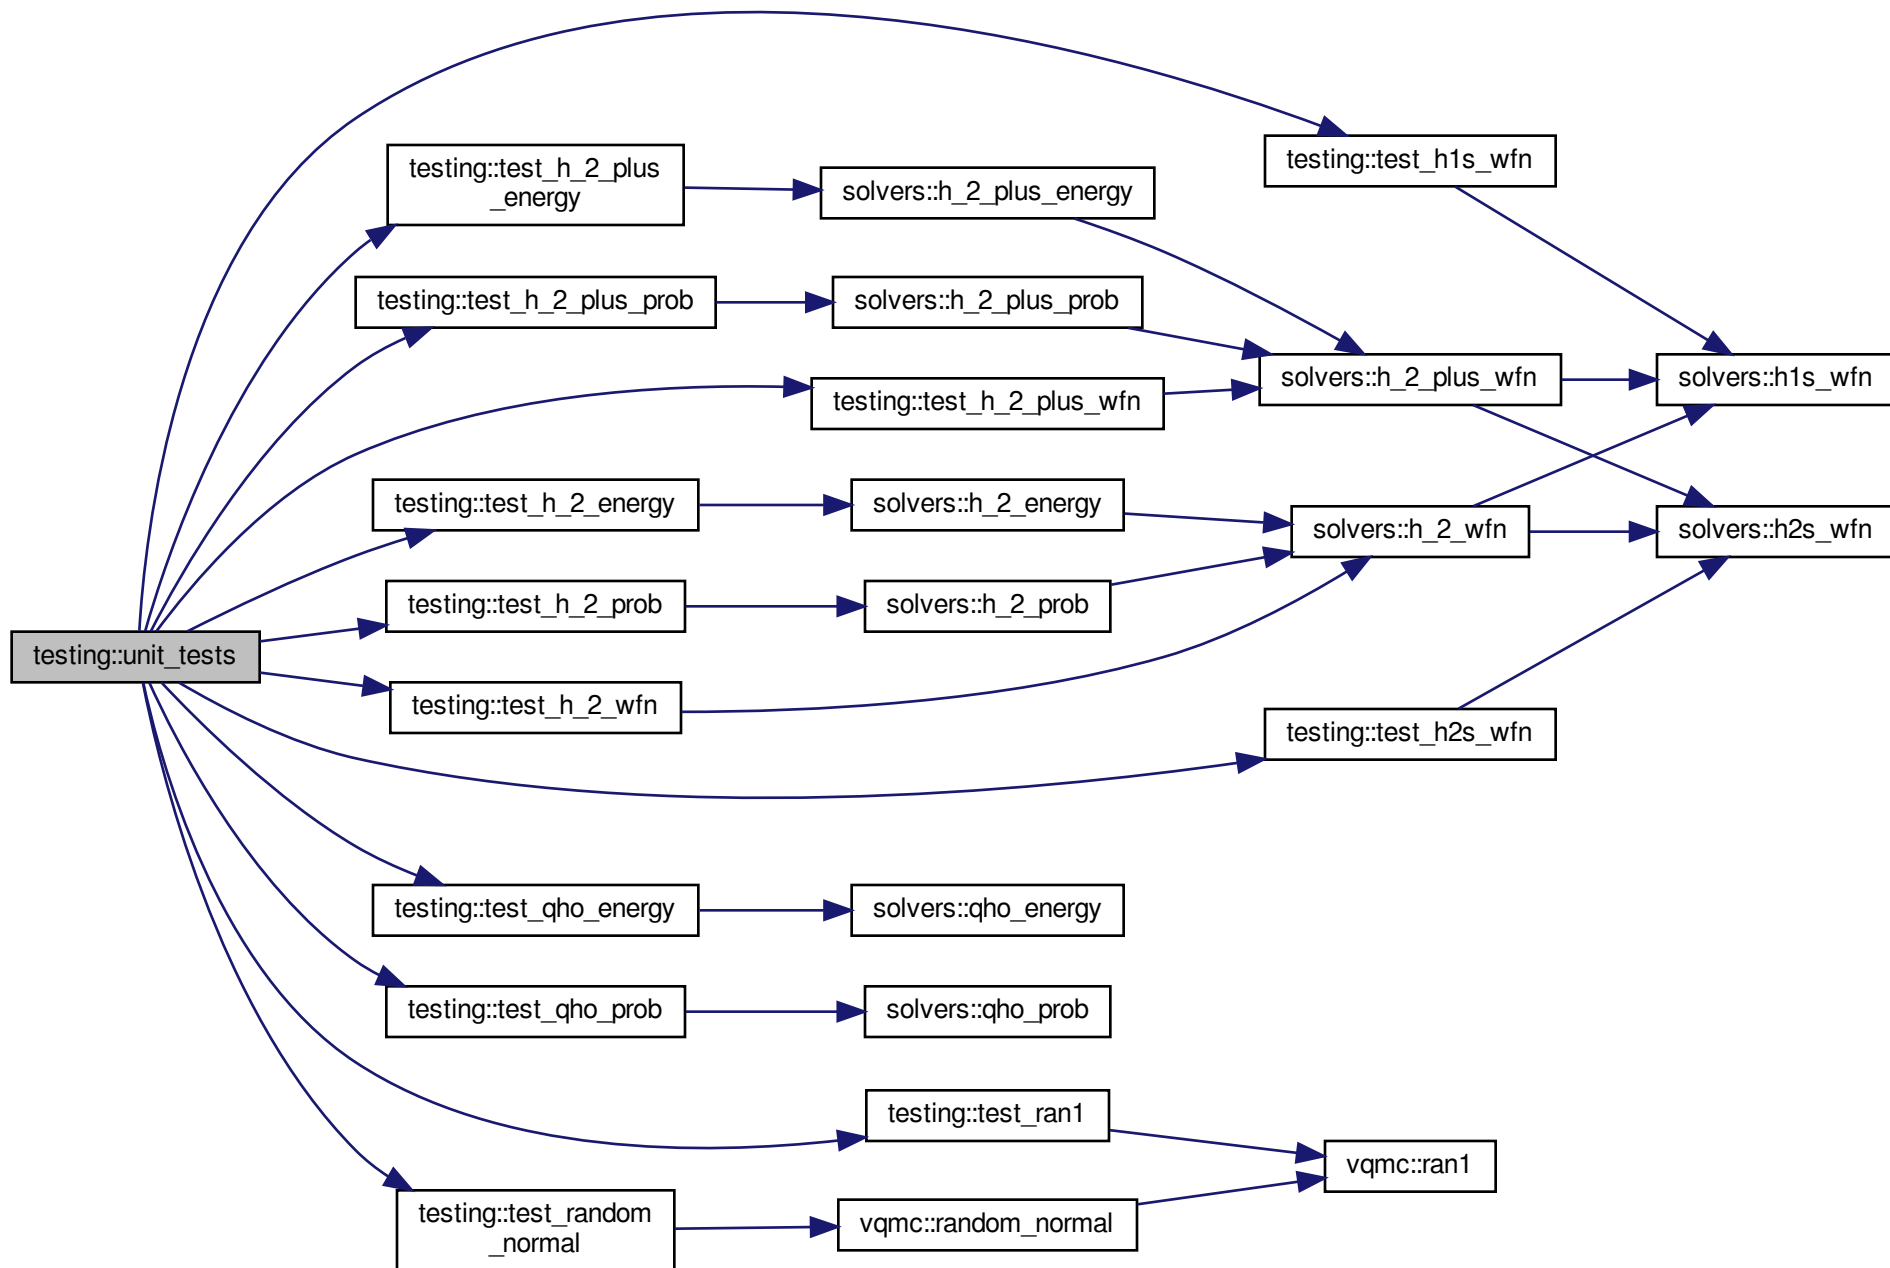 testing::test_h1s_wfn
testing::test_h_2_plus
_energy
solvers::h_2_plus_energy
testing::test_h_2_plus_prob
solvers::h_2_plus_prob
testing::test_h_2_plus_wfn
solvers::h_2_plus_wfn
solvers::h1s_wfn
testing::test_h_2_energy
solvers::h_2_energy
solvers::h_2_wfn
solvers::h2s_wfn
testing::test_h_2_prob
solvers::h_2_prob
testing::unit_tests
testing::test_h_2_wfn
testing::test_h2s_wfn
testing::test_qho_energy
solvers::qho_energy
testing::test_qho_prob
solvers::qho_prob
testing::test_ran1
vqmc::ran1
testing::test_random
_normal
vqmc::random_normal